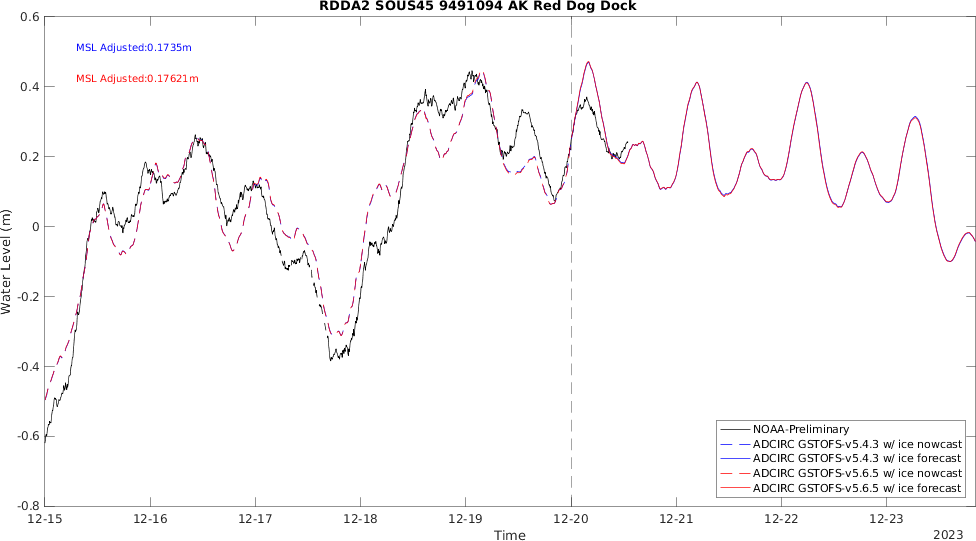 RDDA2 SOUS45 9491094 AK Red Dog Dock
MSL Adjusted:0.1735m
MSL Adjusted:0.17621m
Water Level (m)
0.6
0.4
0.2
0
-0.2
-0.4
-0.6
-0.8
NOAA-Preliminary
ADCIRC GSTOFS-v5.4.3 w/ ice nowcast
ADCIRC GSTOFS-v5.4.3 w/ ice forecast
ADCIRC GSTOFS-v5.6.5 w/ ice nowcast
ADCIRC GSTOFS-v5.6.5 w/ ice forecast
12-15 12-16 12-17 12-18 12-19 12-20 12-21 12-22 12-23
Time
2023